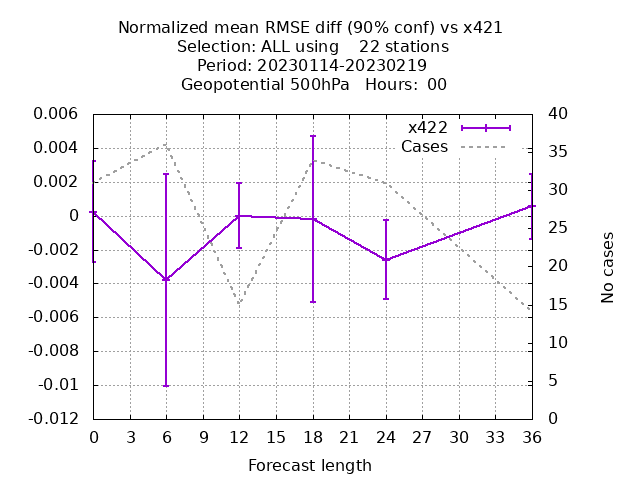 Normalized mean RMSE diff (90% conf) vs x421
Selection: ALL using    22 stations
Period: 20230114-20230219
Geopotential 500hPa   Hours:  00
0.006
0.004
0.002
0
-0.002
-0.004
-0.006
-0.008
-0.01
-0.012
x422
Cases
40
35
30
25
20
15
10
5
0
No cases
0 3 6 9 12 15 18 21 24 27 30 33 36
Forecast length